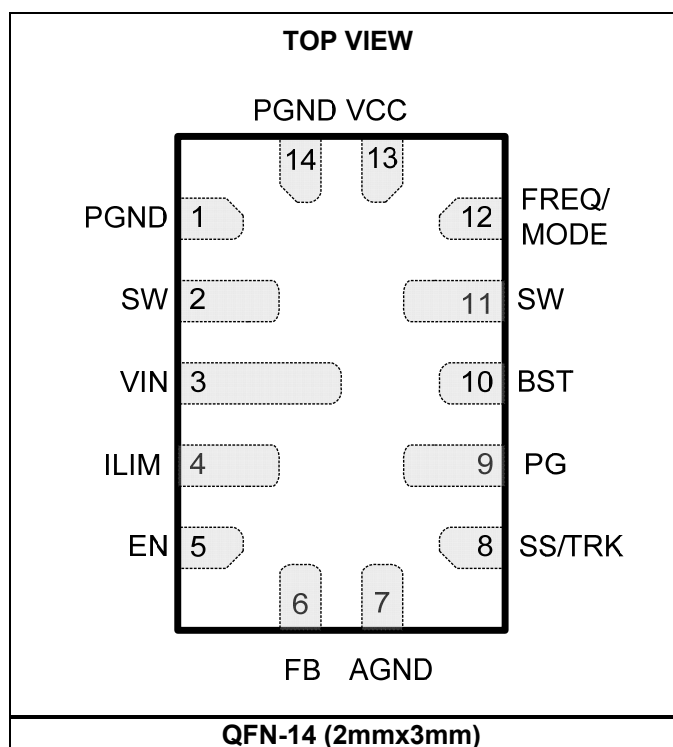 TOP VIEW
PGND VCC
14 13
PGND 1 12 FREQ/
MODE
SW 2 11 SW
VIN 3 10 BST
ILIM 4 9 PG
EN 5 8 SS/TRK
6 7
FB AGND
QFN-14 (2mmx3mm)